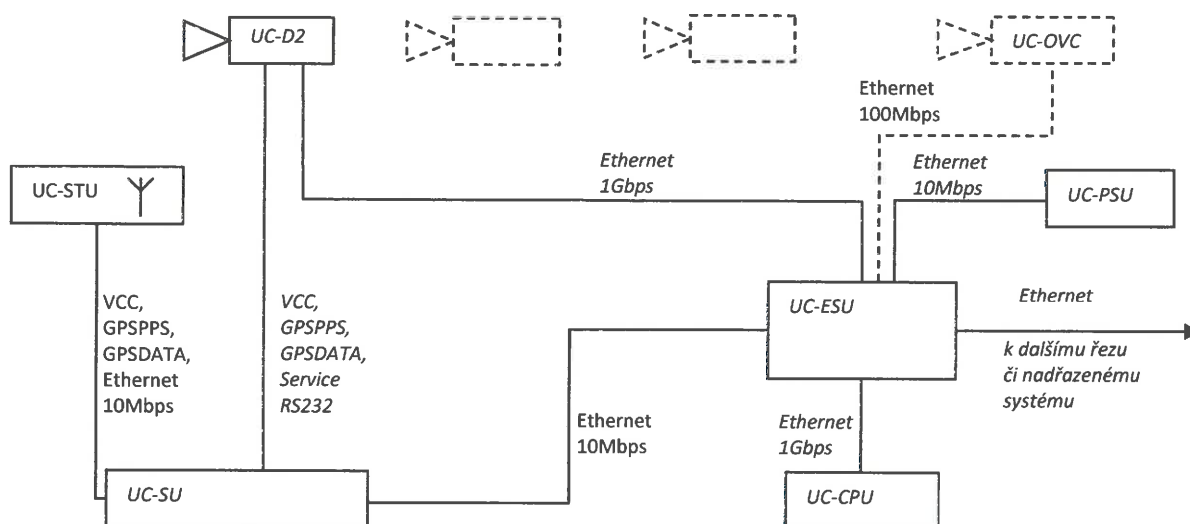 UC-D2
UC-OVC
Ethernet
100Mbps
Ethernet
1Gbps
Ethernet
10Mbps
UC-STU
UC-PSU
VCC,
GPSPPS,
GPSDATA,
Ethernet
10Mbps
VCC,
GPSPPS,
GPSDATA,
Service
RS232
UC-ESU
Ethernet
k dalšímu řezu
či nadřazenému
systému
Ethernet
10Mbps
Ethernet
1Gbps
UC-SU
UC-CPU